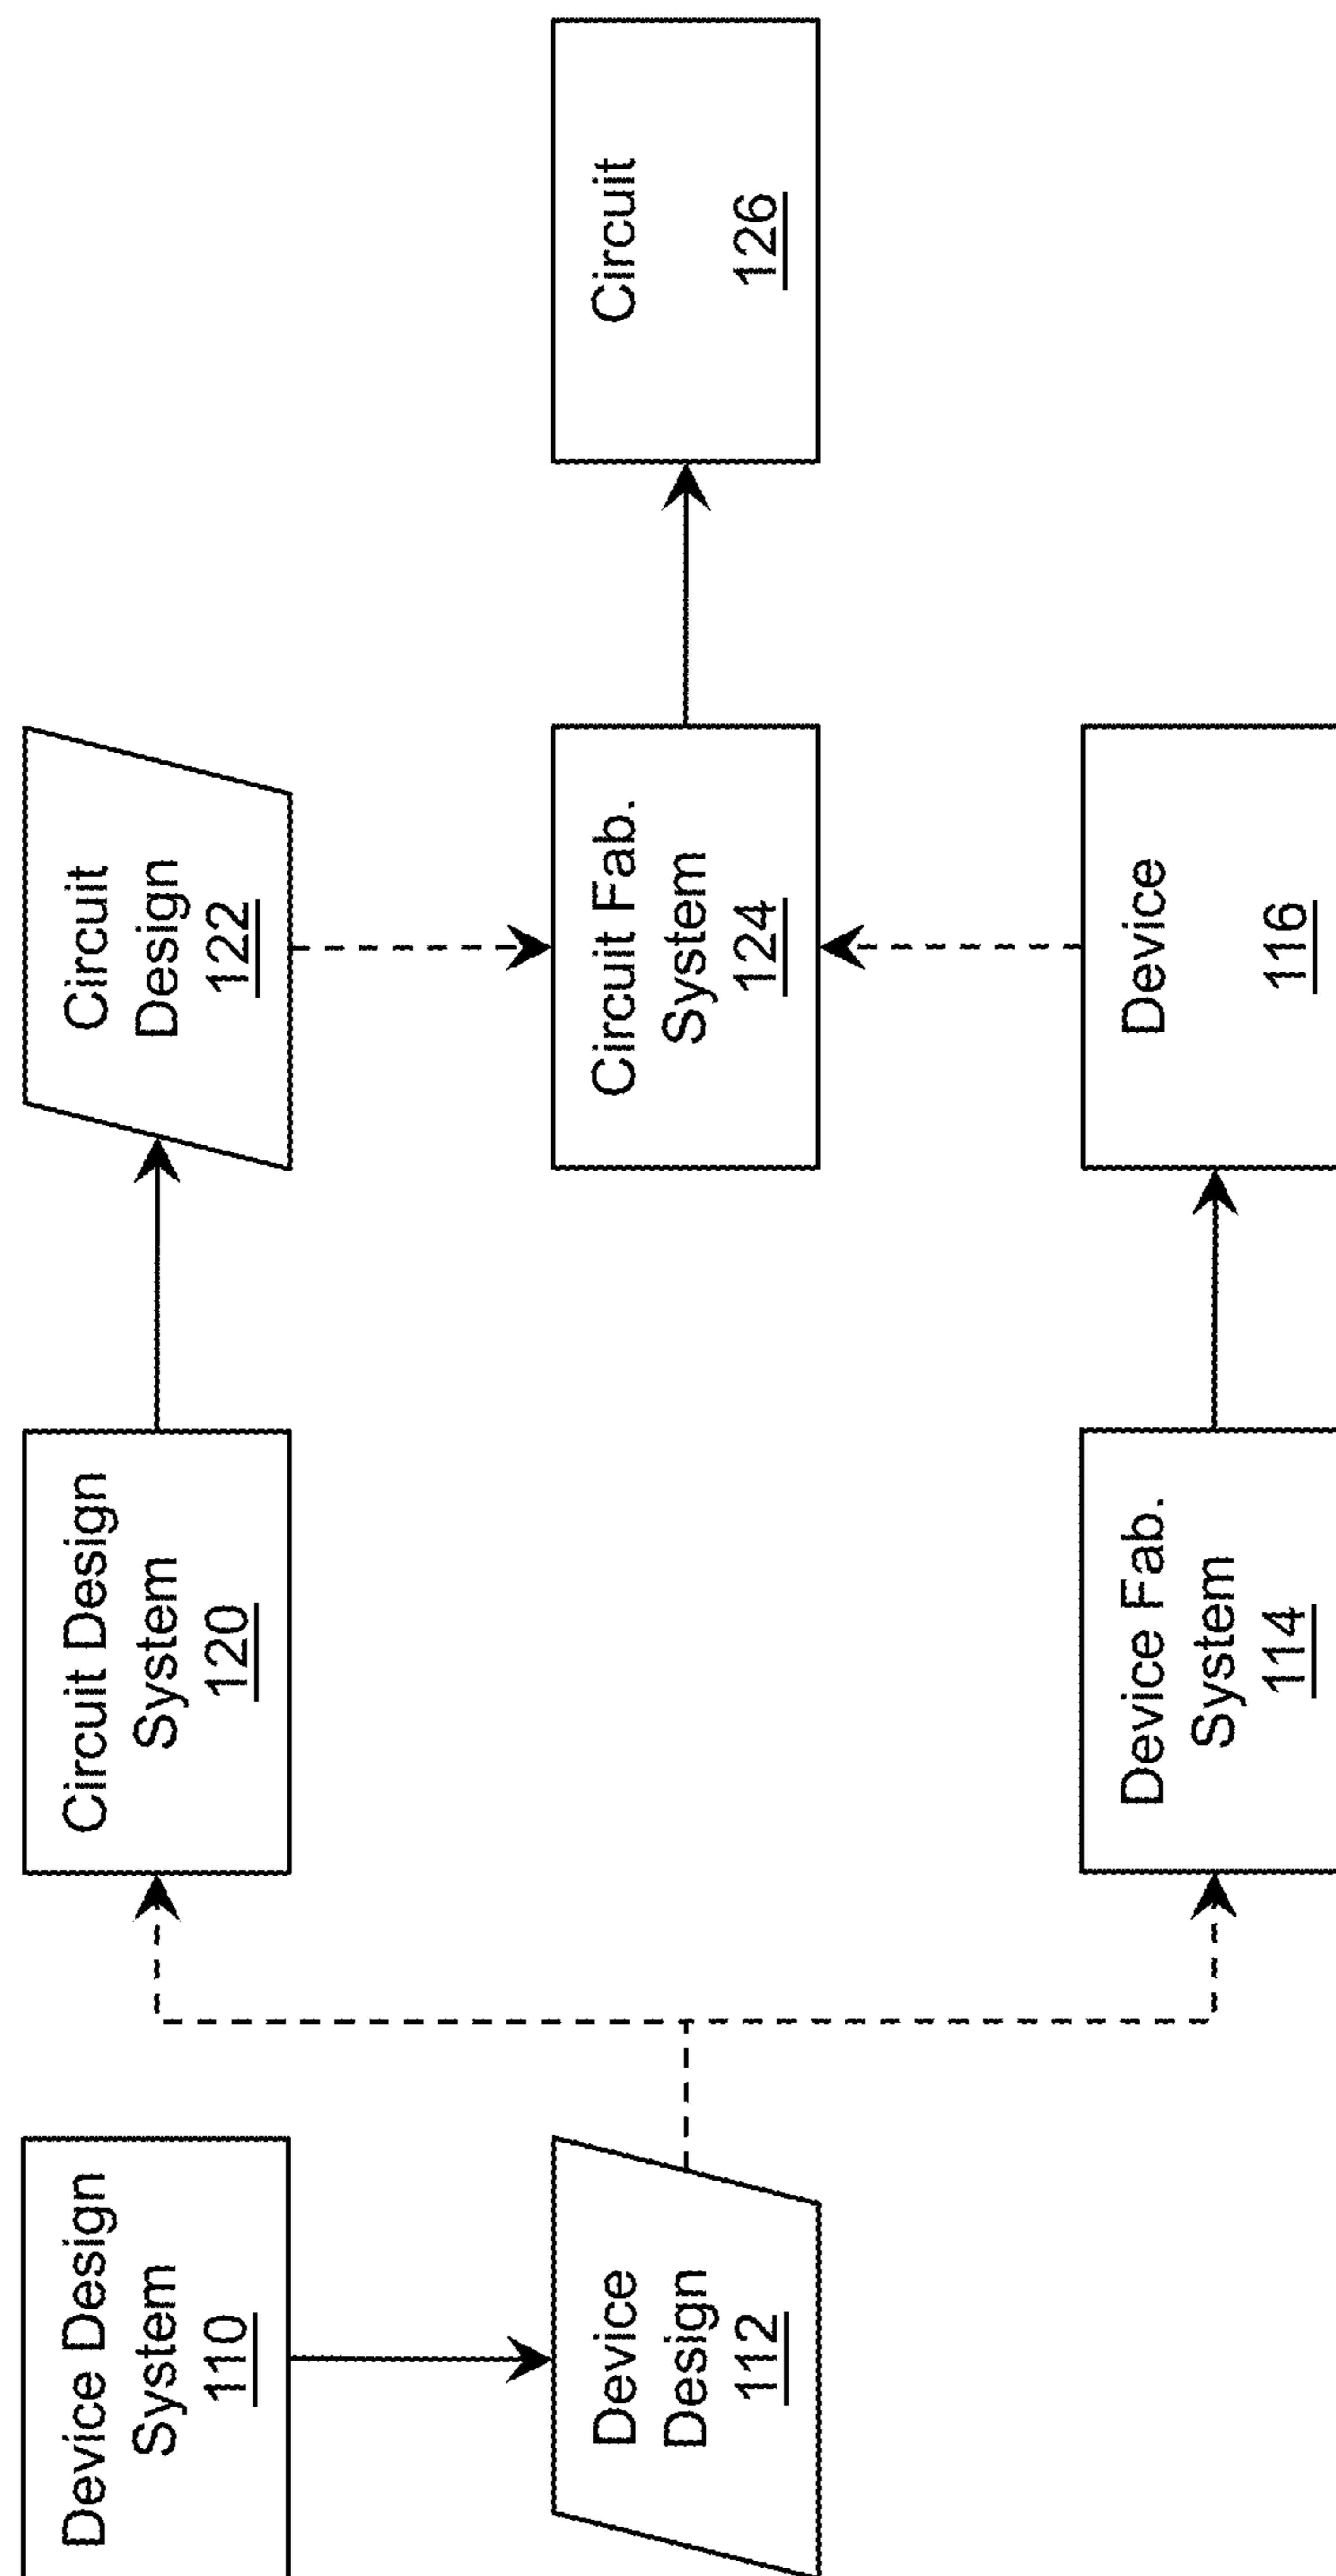 Device Design
System
110
Device
Design
112
Circuit Design
System
120
Device Fab.
System
114
Circuit
Design
122
Circuit Fab.
System
124
Device
116
Circuit
126